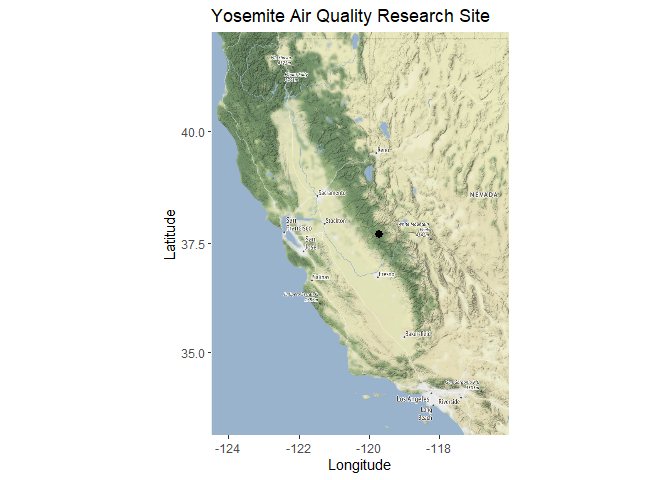 Yosemite Air Quality Research Site
40.0
Reno
NEVADA
Sacramento
Stockton
San
Francisco
San
Jose
37.5
Fresno
Salinas
Bakersfield
35.0
Los Angeles
Riverside
Long
Beach
-124
-122
-120
-118
Latitude
Longitude